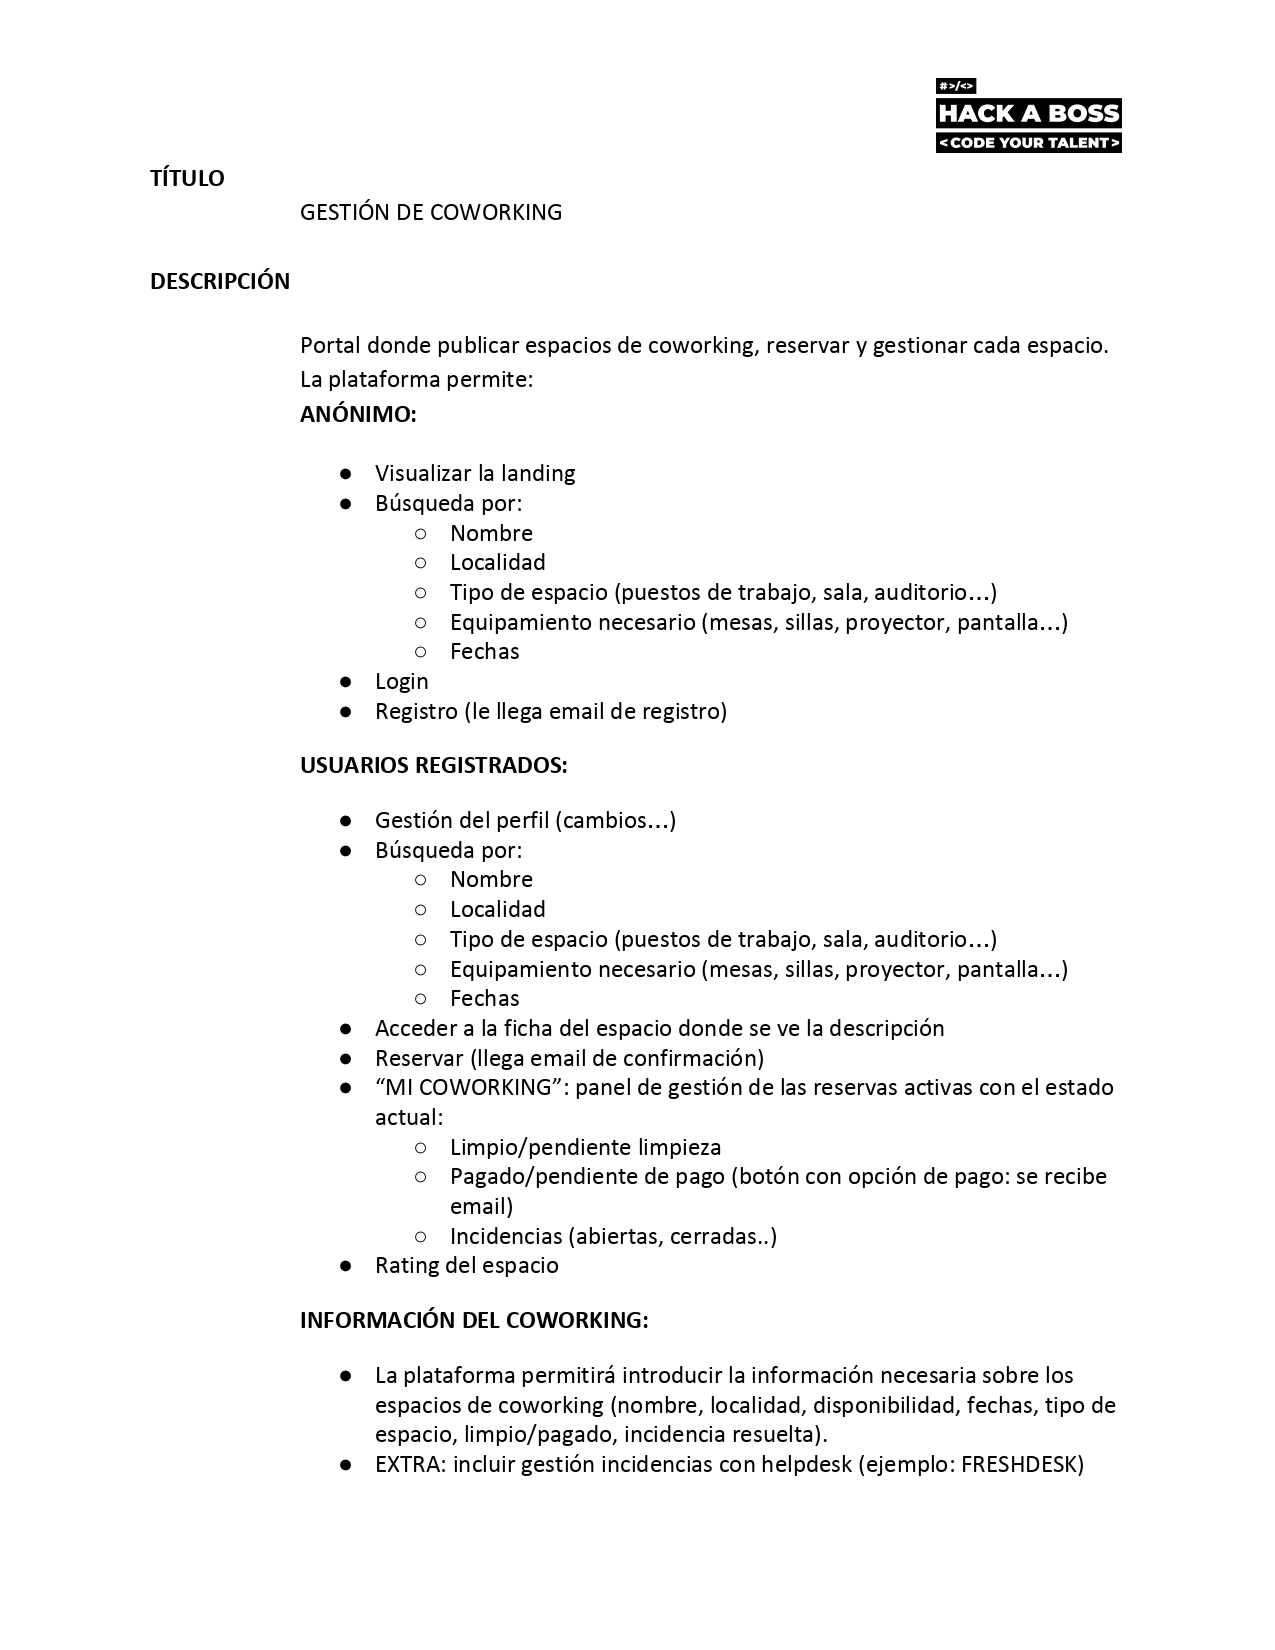 #>/<>
HACK A BOSS
<CODE YOUR TALENT>
TÍTULO
GESTIÓN DE COWORKING
DESCRIPCIÓN
Portal donde publicar espacios de coworking, reservar y gestionar cada espacio.
La plataforma permite:
ANÓNIMO:
● Visualizar la landing
● Búsqueda por:
○ Nombre
○ Localidad
○ Tipo de espacio (puestos de trabajo, sala, auditorio…)
○ Equipamiento necesario (mesas, sillas, proyector, pantalla…)
○ Fechas
● Login
● Registro (le llega email de registro)
USUARIOS REGISTRADOS:
● Gestión del perfil (cambios…)
● Búsqueda por:
○ Nombre
○ Localidad
○ Tipo de espacio (puestos de trabajo, sala, auditorio…)
○ Equipamiento necesario (mesas, sillas, proyector, pantalla…)
○ Fechas
● Acceder a la ficha del espacio donde se ve la descripción
● Reservar (llega email de confirmación)
● “MI COWORKING”: panel de gestión de las reservas activas con el estado
actual:
○ Limpio/pendiente limpieza
○ Pagado/pendiente de pago (botón con opción de pago: se recibe
email)
○ Incidencias (abiertas, cerradas..)
● Rating del espacio
INFORMACIÓN DEL COWORKING:
● La plataforma permitirá introducir la información necesaria sobre los
espacios de coworking (nombre, localidad, disponibilidad, fechas, tipo de
espacio, limpio/pagado, incidencia resuelta).
● EXTRA: incluir gestión incidencias con helpdesk (ejemplo: FRESHDESK)